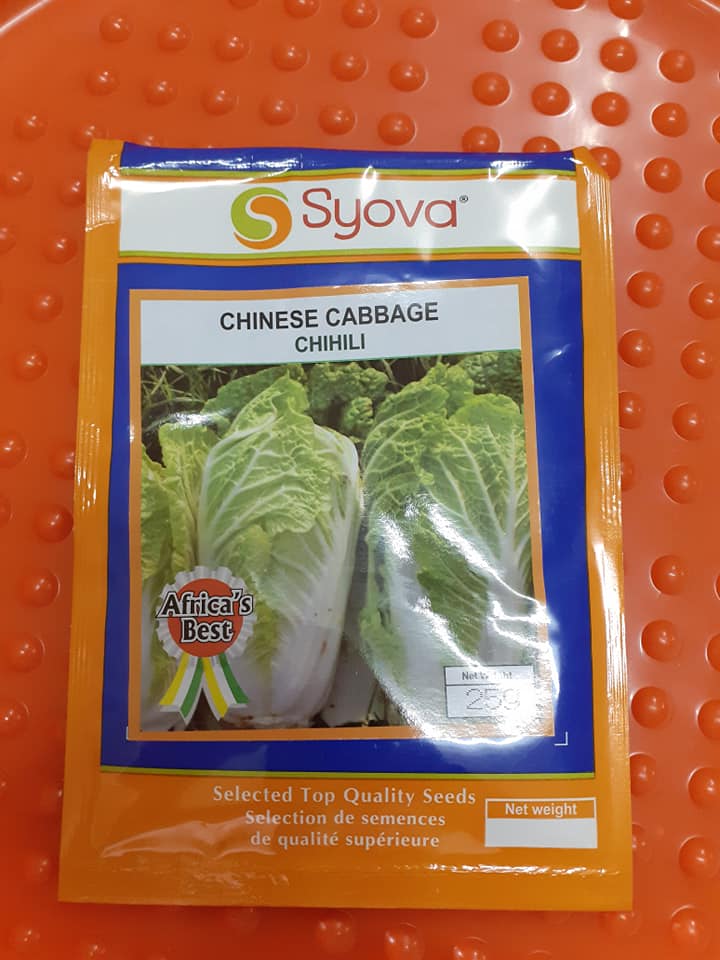 Syova®
CHINESE CABBAGE
CHIHILI
Africa's
Best
Net Weight
25g
Selected Top Quality Seeds
Selection de semences
de qualité supérieure
Net weight